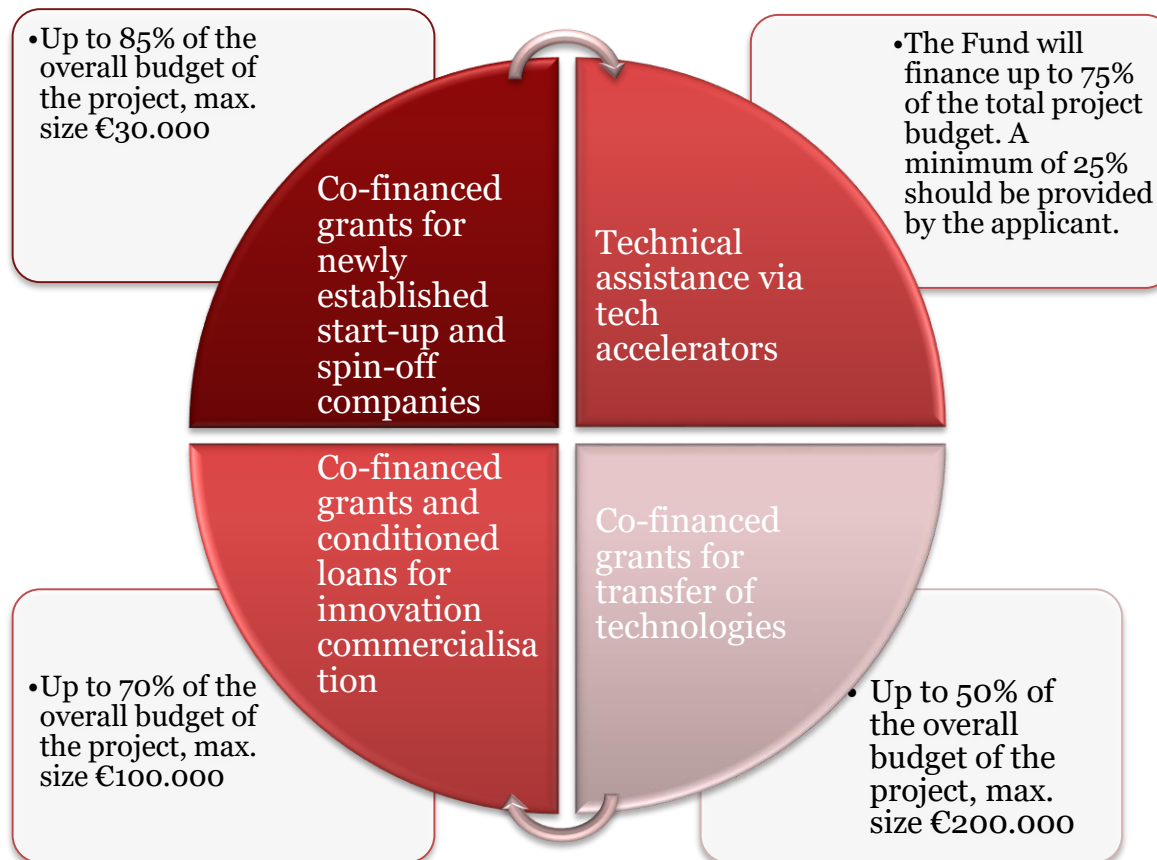 •Up to 85% of the
overall budget of
the project, max.
size €30.000
•The Fund will
finance up to 75%
of the total project
budget. A
minimum of 25%
should be provided
by the applicant.
Co-financed
grants for
newly
established
start-up and
spin-off
companies
Technical
assistance via
tech
accelerators
Co-financed
grants and
conditioned
loans for
innovation
commercialisa
tion
Co-financed
grants for
transfer of
technologies
•Up to 70% of the
overall budget of
the project, max.
size €100.000
• Up to 50% of
the overall
budget of the
project, max.
size €200.000